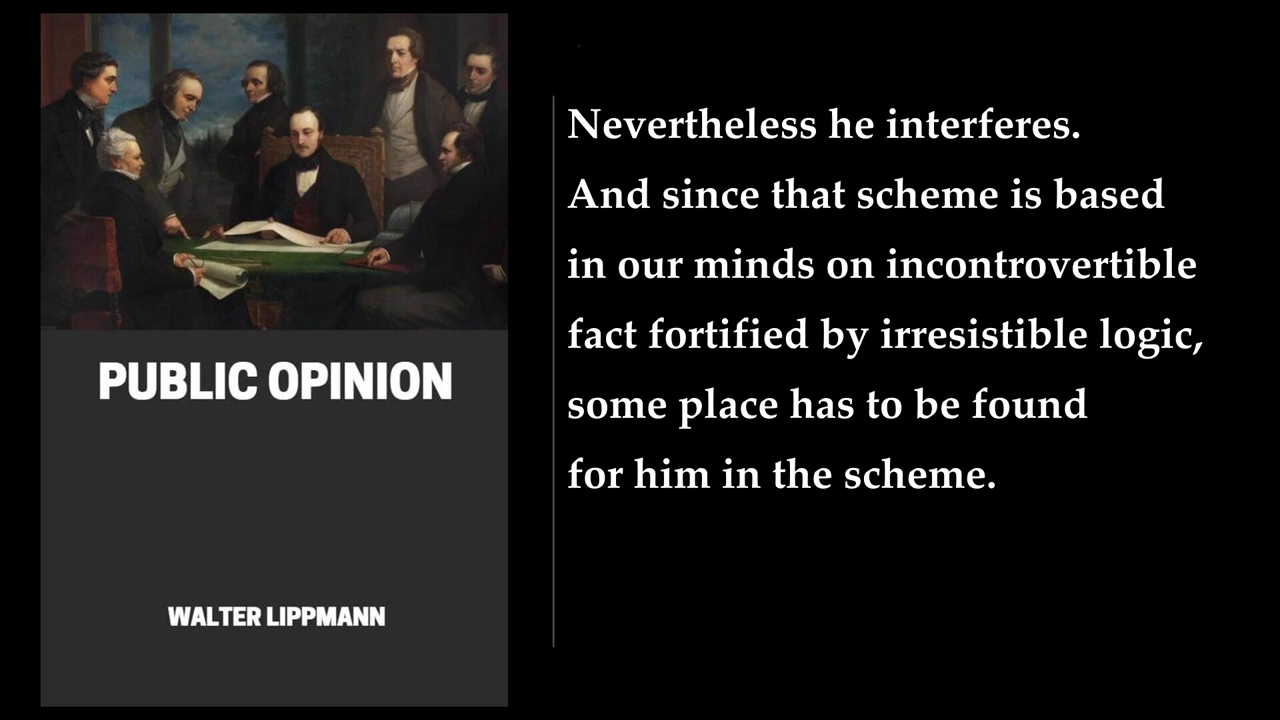 PUBLIC OPINION
WALTER LIPPMANN
Nevertheless he interferes.
And since that scheme is based
in our minds on incontrovertible
fact fortified by irresistible logic,
some place has to be found
for him in the scheme.